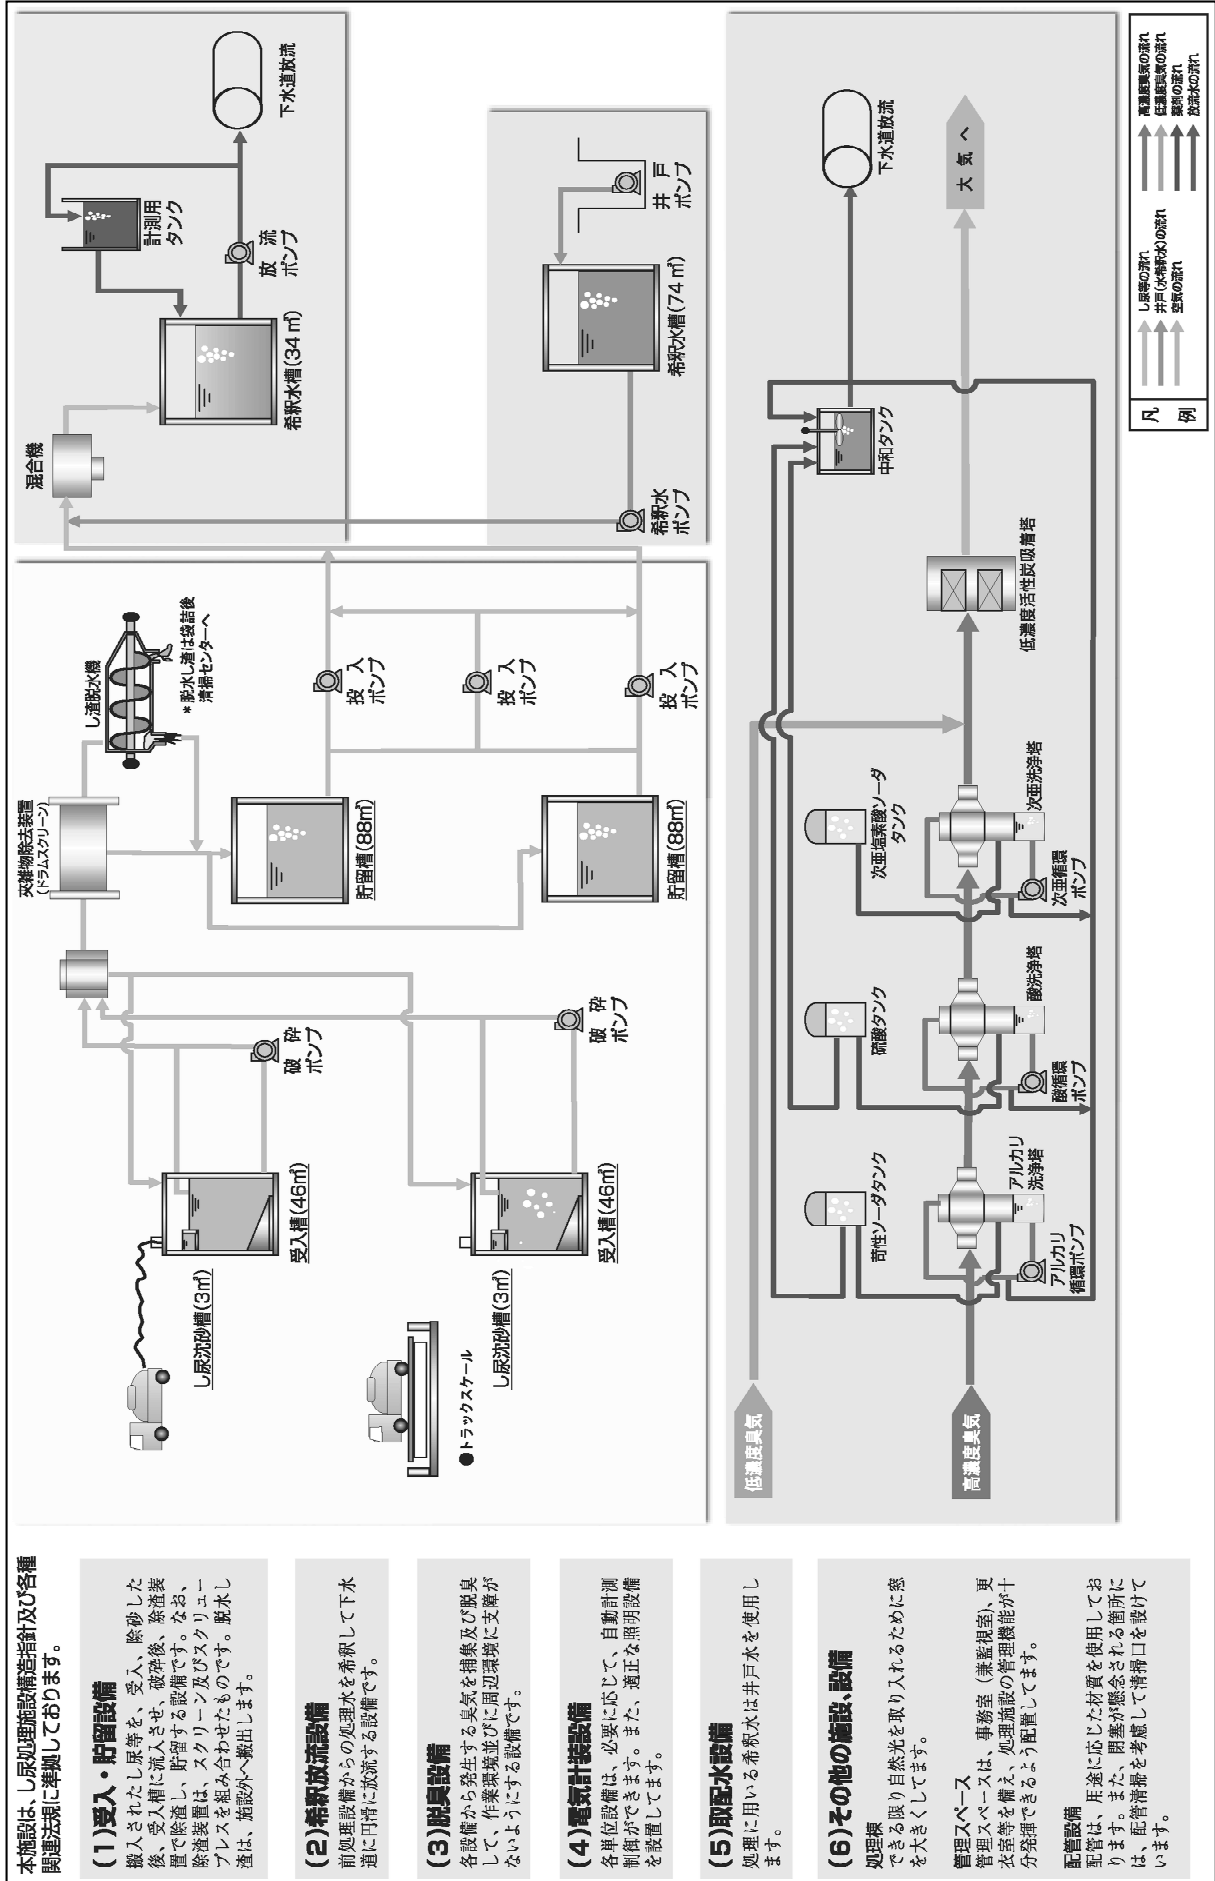 本施設は、し尿処理施設構造指針及び各種
関連法規に準拠しております。
(1)受入・貯留設備
搬入されたし尿等を、受入、除砂した
後、受入槽に流入させ、破砕後、除渣装
置で除渣し、貯留する設備です。なお、
除渣装置は、スクリーン及びスクリュー
プレスを組み合わせたものです。脱水し
渣は、施設外へ搬出します。
(2)希釈放流設備
前処理設備からの処理水を希釈して下水
道に円滑に放流する設備です。
(3)脱臭設備
各設備から発生する臭気を捕集及び脱臭
して、作業環境並びに周辺環境に支障が
ないようにする設備です。
(4)電気計装設備
各単位設備は、必要に応じて、自動計測
制御ができます。また、適正な照明設備
を設置してます。
(5)取配水設備
処理に用いる希釈水は井戸水を使用し
ます。
(6)その他の施設、設備
処理棟
できる限り自然光を取り入れるために窓
を大きくしてます。
管理スペース
管理スペースは、事務室（兼監視室）、更
衣室等を備え、処理施設の管理機能が十
分発揮できるよう配置してます。
配管設備
配管は、用途に応じた材質を使用してお
ります。また、閉塞が懸念される箇所に
は、配管清掃を考慮して清掃口を設けて
います。
し尿沈砂槽(3㎥)
受入槽(46㎥)
破砕
ポンプ
●トラックスケール
し尿沈砂槽(3㎥)
受入槽(46㎥)
破砕
ポンプ
夾雑物除去装置
(ドラムスクリーン)
し渣脱水機
＊脱水し渣は袋詰後
清掃センターへ
貯留槽(88㎥)
貯留槽(88㎥)
投入
ポンプ
投入
ポンプ
投入
ポンプ
混合機
希釈水槽(34㎥)
計測用
タンク
放流
ポンプ
下水道放流
希釈水
ポンプ
希釈水槽(74㎥)
井戸
ポンプ
低濃度臭気
高濃度臭気
苛性ソーダタンク
アルカリ
洗浄塔
アルカリ
循環ポンプ
硫酸タンク
酸洗浄塔
酸循環
ポンプ
次亜塩素酸ソーダ
タンク
次亜洗浄塔
次亜循環
ポンプ
低濃度活性炭吸着塔
中和タンク
下水道放流
大気へ
凡例
し尿等の流れ
井戸(水希釈水)の流れ
空気の流れ
高濃度臭気の流れ
低濃度臭気の流れ
薬剤の流れ
放流水の流れ